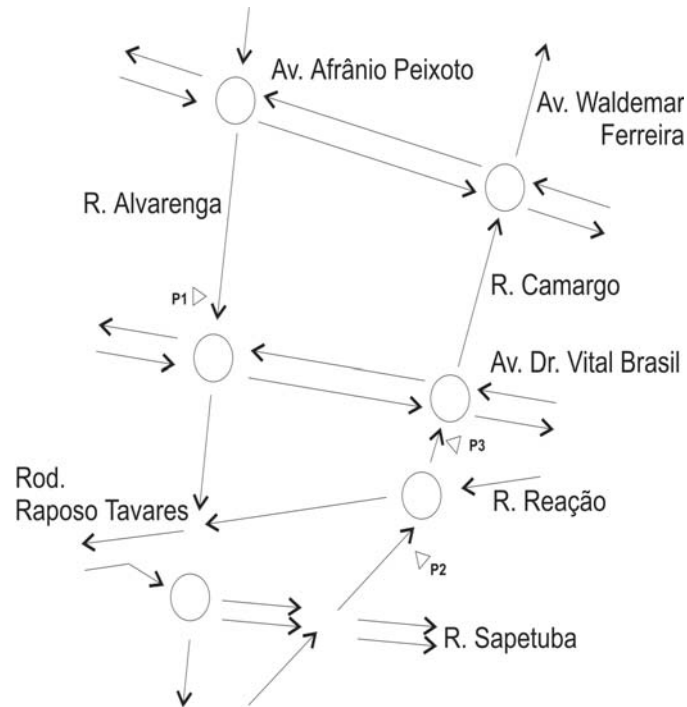 Av. Afrânio Peixoto
Av. Waldemar
Ferreira
R. Alvarenga
P1
R. Camargo
Av. Dr. Vital Brasil
P3
Rod.
Raposo Tavares
R. Reação
P2
R. Sapetuba